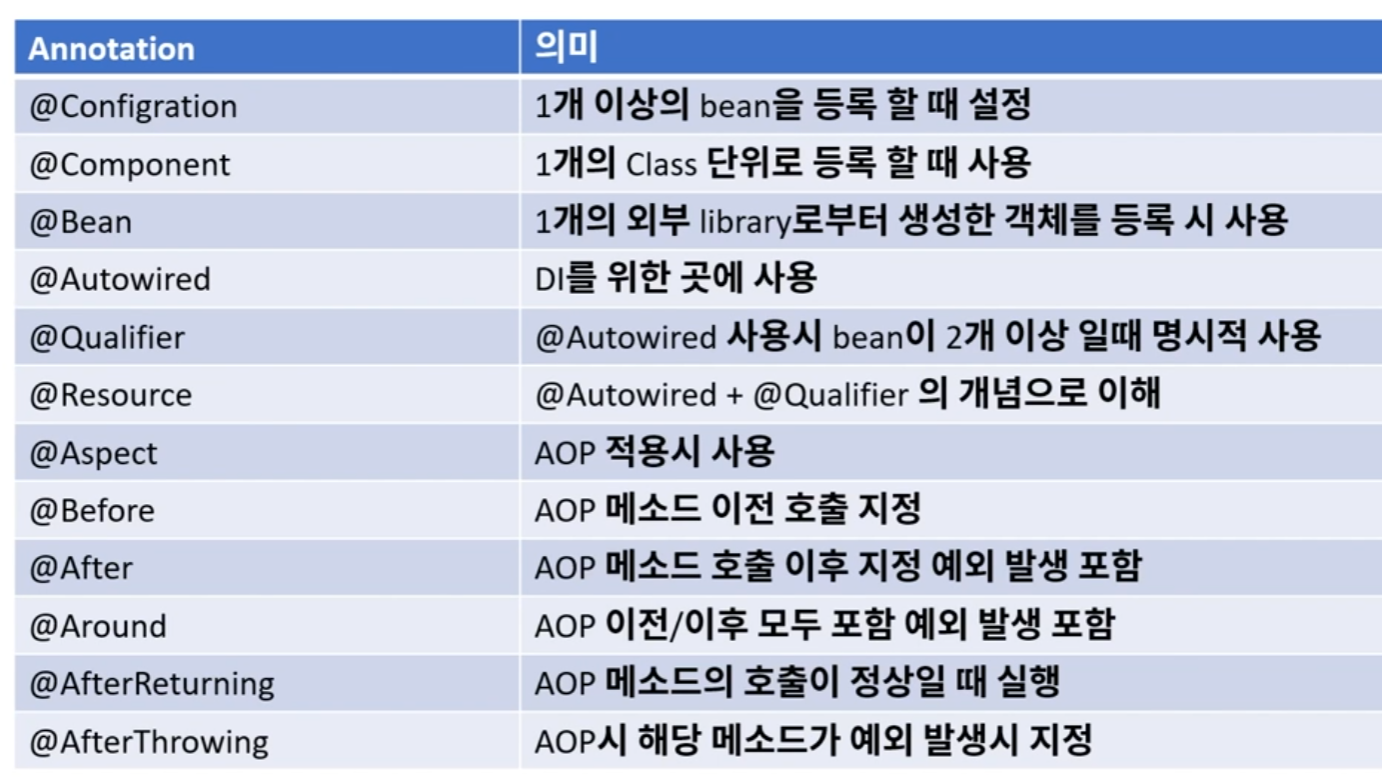 Annotation 의미
@Configration 1개 이상의 bean을 등록 할 때 설정
@Component 1개의 Class 단위로 등록 할 때 사용
@Bean 1개의 외부 library로부터 생성한 객체를 등록 시 사용
@Autowired DI를 위한 곳에 사용
@Qualifier @Autowired 사용시 bean이 2개 이상 일때 명시적 사용
@Resource @Autowired + @Qualifier 의 개념으로 이해
@Aspect AOP 적용시 사용
@Before AOP 메소드 이전 호출 지정
@After AOP 메소드 호출 이후 지정 예외 발생 포함
@Around AOP 이전/이후 모두 포함 예외 발생 포함
@AfterReturning AOP 메소드의 호출이 정상일 때 실행
@AfterThrowing AOP시 해당 메소드가 예외 발생시 지정